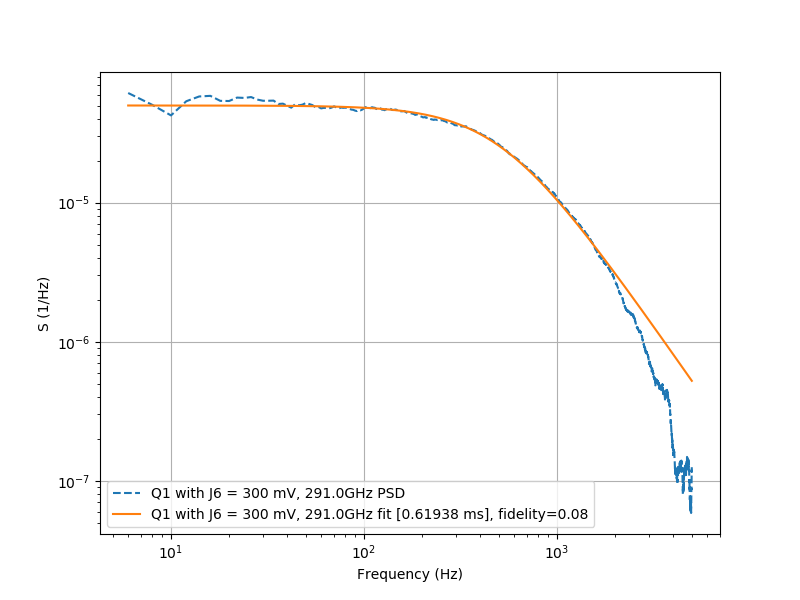 S (1/Hz)
10⁻⁵
10⁻⁶
10⁻⁷
Q1 with J6 = 300 mV, 291.0GHz PSD
Q1 with J6 = 300 mV, 291.0GHz fit [0.61938 ms], fidelity=0.08
10¹ 10² 10³
Frequency (Hz)